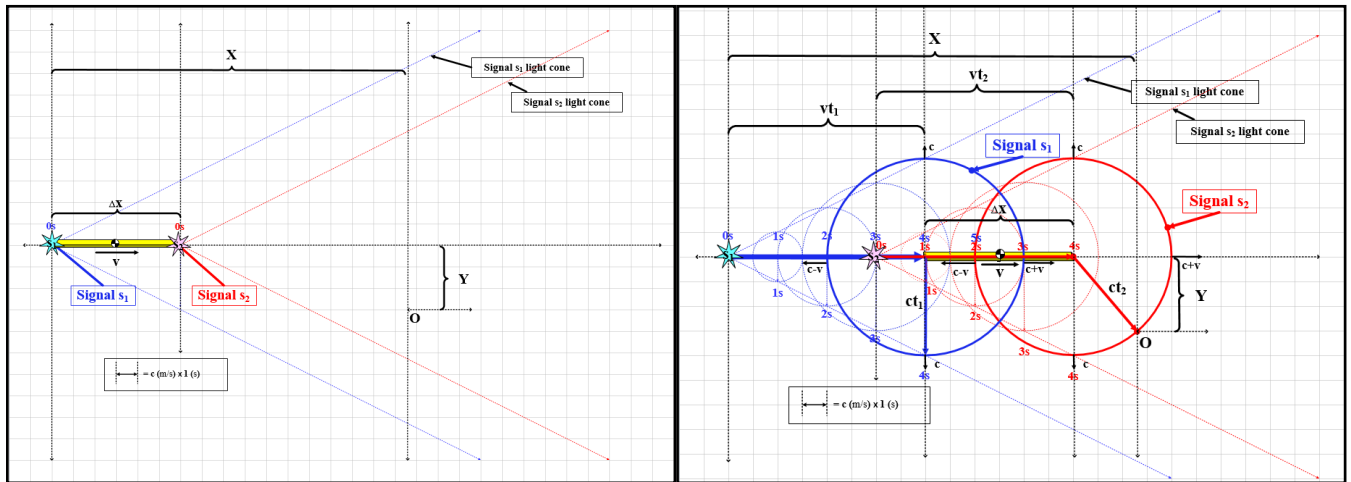 X
Signal s₁ light cone
Signal s₂ light cone
ΔX
0s
0s
v
Signal s₁
Signal s₂
Y
O
= c (m/s) x 1 (s)
X
vt₂
Signal s₁ light cone
Signal s₂ light cone
vt₁
c
c
Signal s₁
Signal s₂
ΔX
0s
1s
2s
3s
4s
5s
0s
1s
2s
3s
4s
c-v
c-v
v
c+v
c+v
1s
2s
3s
4s
1s
2s
3s
4s
ct₁
ct₂
Y
O
c
c
= c (m/s) x 1 (s)